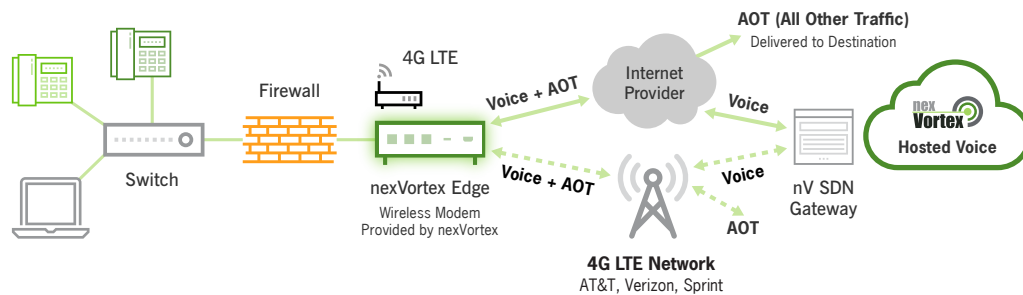 Switch
Firewall
4G LTE
nexVortex Edge
Wireless Modem
Provided by nexVortex
Voice + AOT
Voice + AOT
Internet
Provider
AOT (All Other Traffic)
Delivered to Destination
Voice
Voice
AOT
4G LTE Network
AT&T, Verizon, Sprint
nV SDN
Gateway
nex
Vortex
Hosted Voice